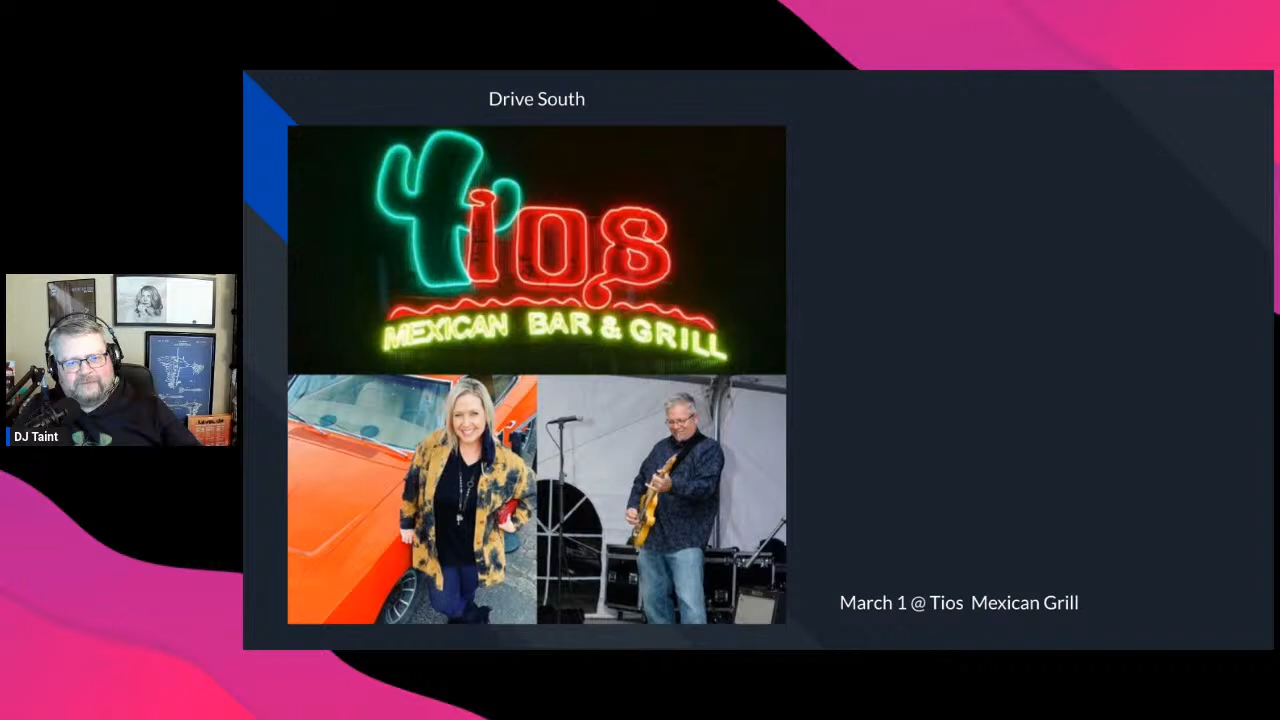 Drive South
Tios
MEXICAN BAR & GRILL
DJ Taint
March 1 @ Tios Mexican Grill